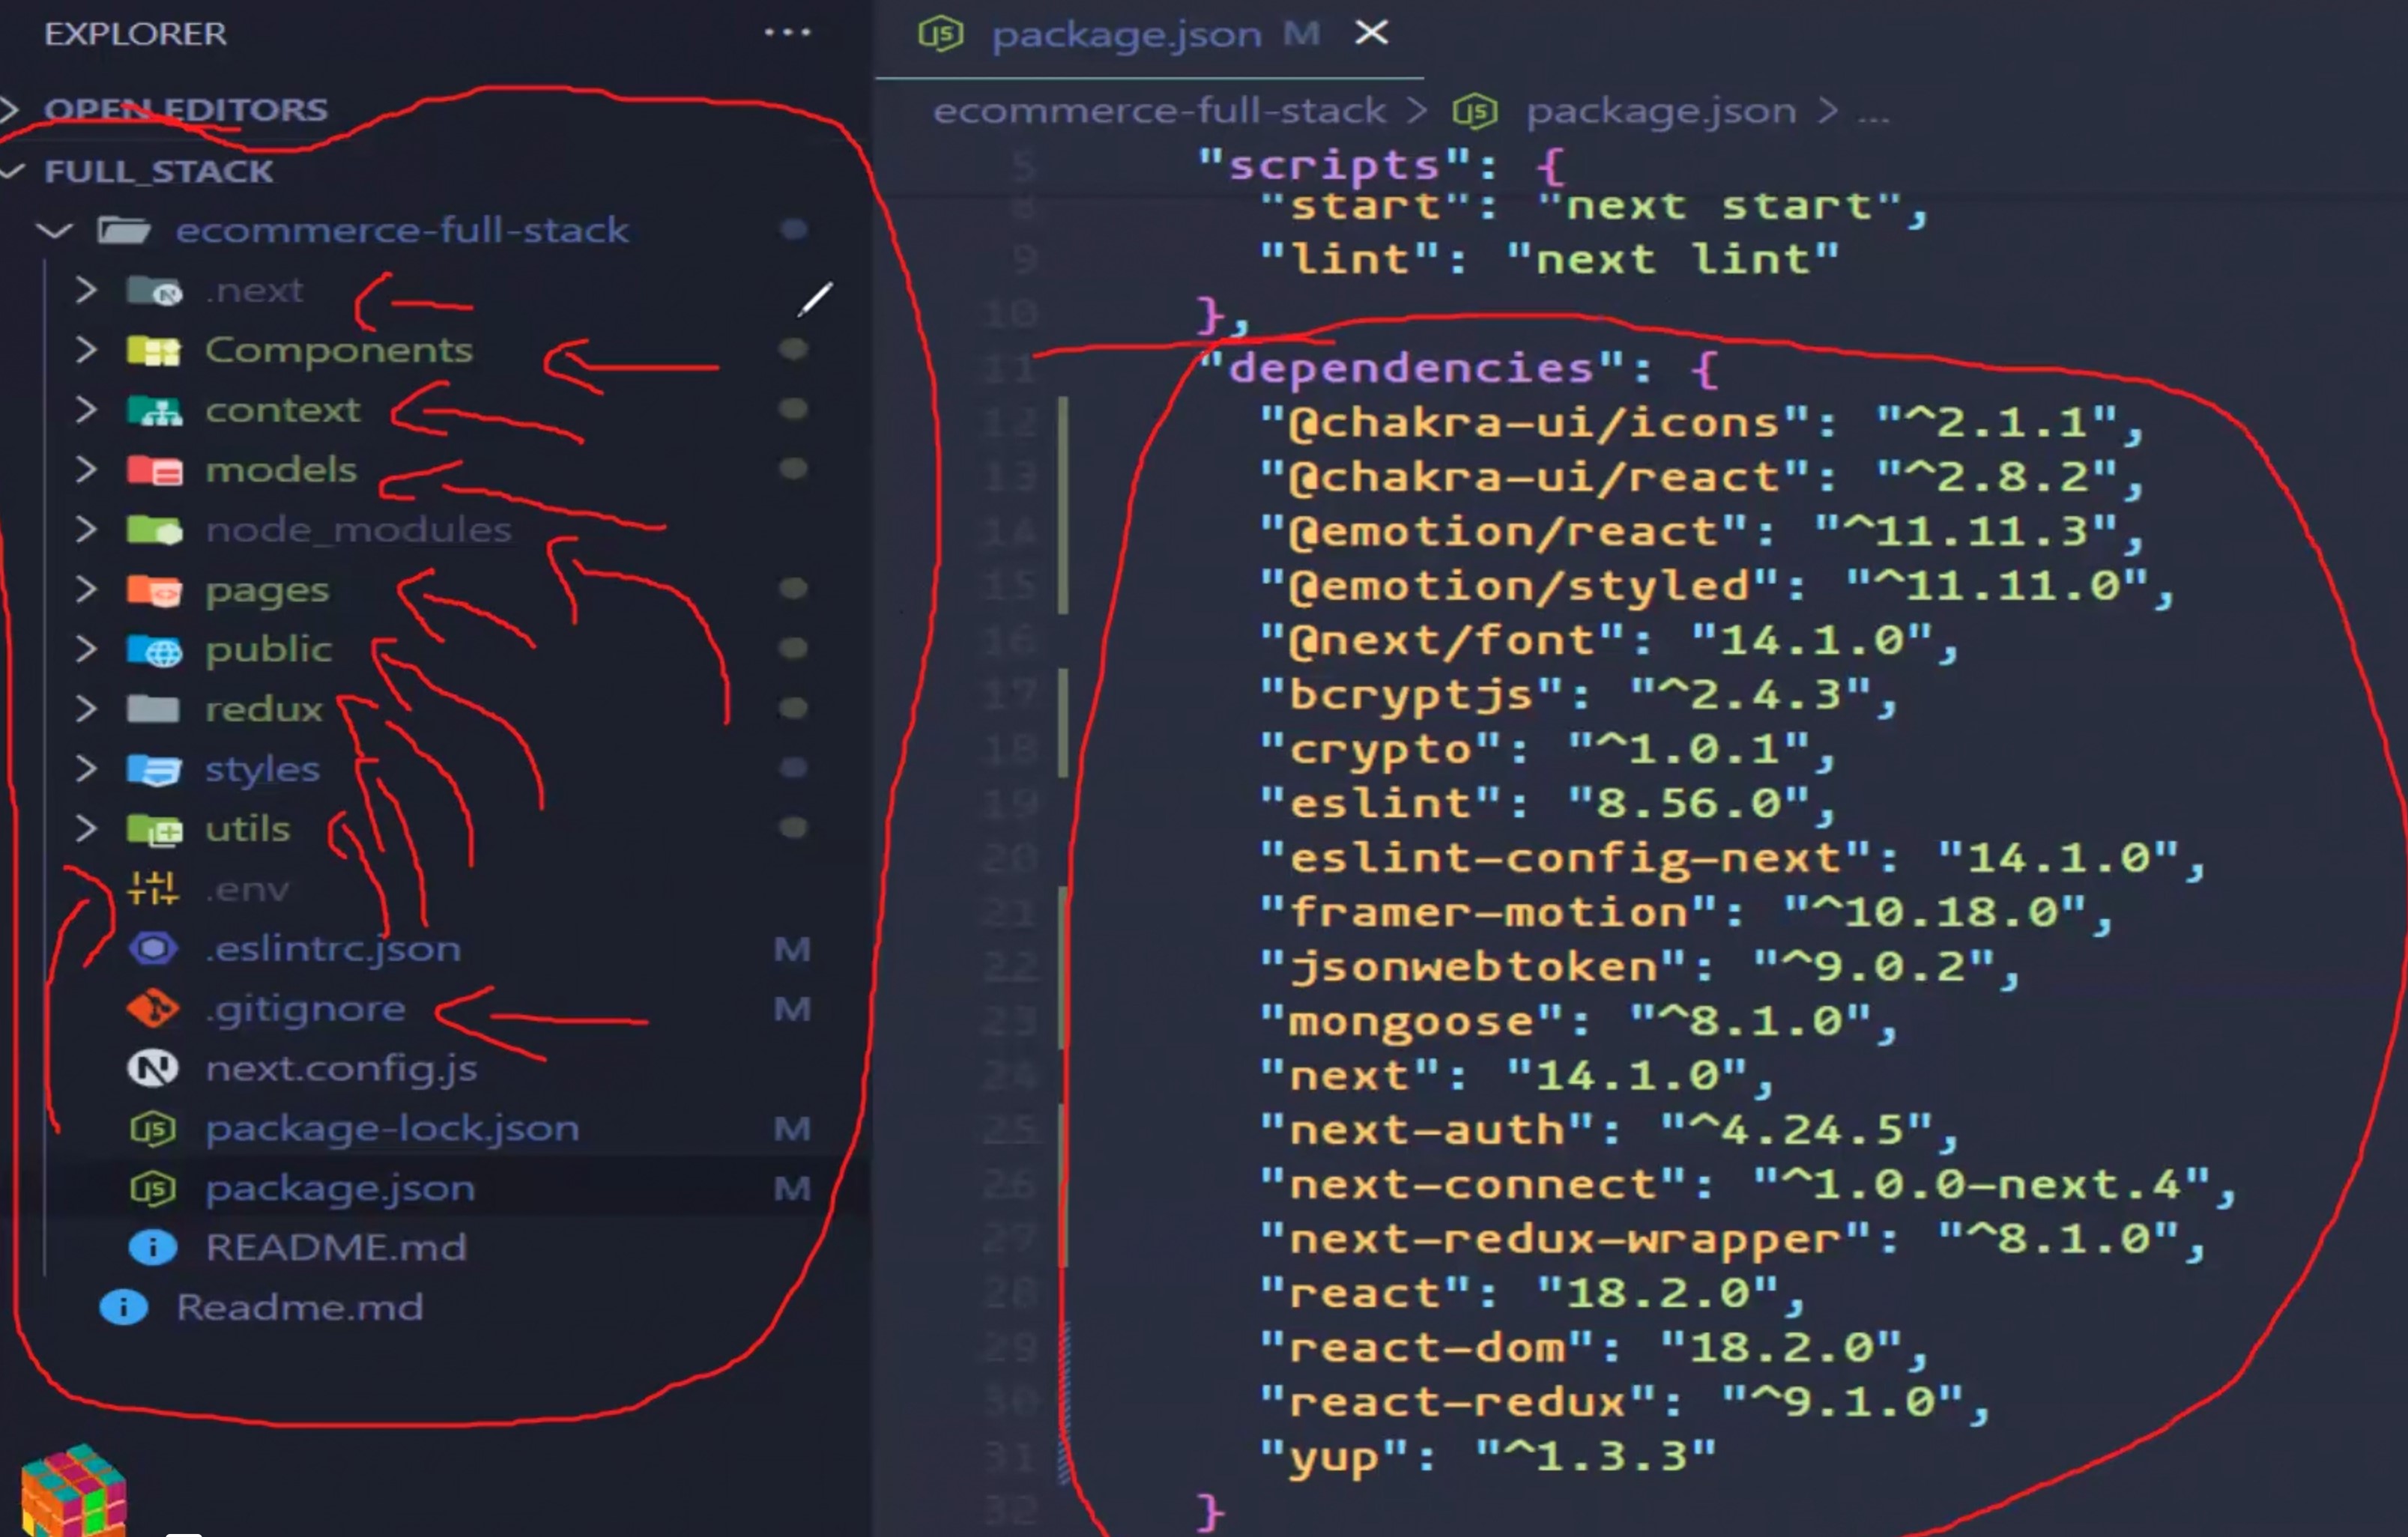 EXPLORER
...
OPEN EDITORS
FULL_STACK
ecommerce-full-stack
.next
Components
context
models
node_modules
pages
public
redux
styles
utils
.env
.eslintrc.json M
.gitignore M
next.config.js
package-lock.json M
package.json M
README.md
Readme.md
package.json M
ecommerce-full-stack > package.json > ...
5 "scripts": {
8 "start": "next start",
9 "lint": "next lint"
10 },
11 "dependencies": {
12 "@chakra-ui/icons": "^2.1.1",
13 "@chakra-ui/react": "^2.8.2",
14 "@emotion/react": "^11.11.3",
15 "@emotion/styled": "^11.11.0",
16 "@next/font": "14.1.0",
17 "bcryptjs": "^2.4.3",
18 "crypto": "^1.0.1",
19 "eslint": "8.56.0",
20 "eslint-config-next": "14.1.0",
21 "framer-motion": "^10.18.0",
22 "jsonwebtoken": "^9.0.2",
23 "mongoose": "^8.1.0",
24 "next": "14.1.0",
25 "next-auth": "^4.24.5",
26 "next-connect": "^1.0.0-next.4",
27 "next-redux-wrapper": "^8.1.0",
28 "react": "18.2.0",
29 "react-dom": "18.2.0",
30 "react-redux": "^9.1.0",
31 "yup": "^1.3.3"
32 }